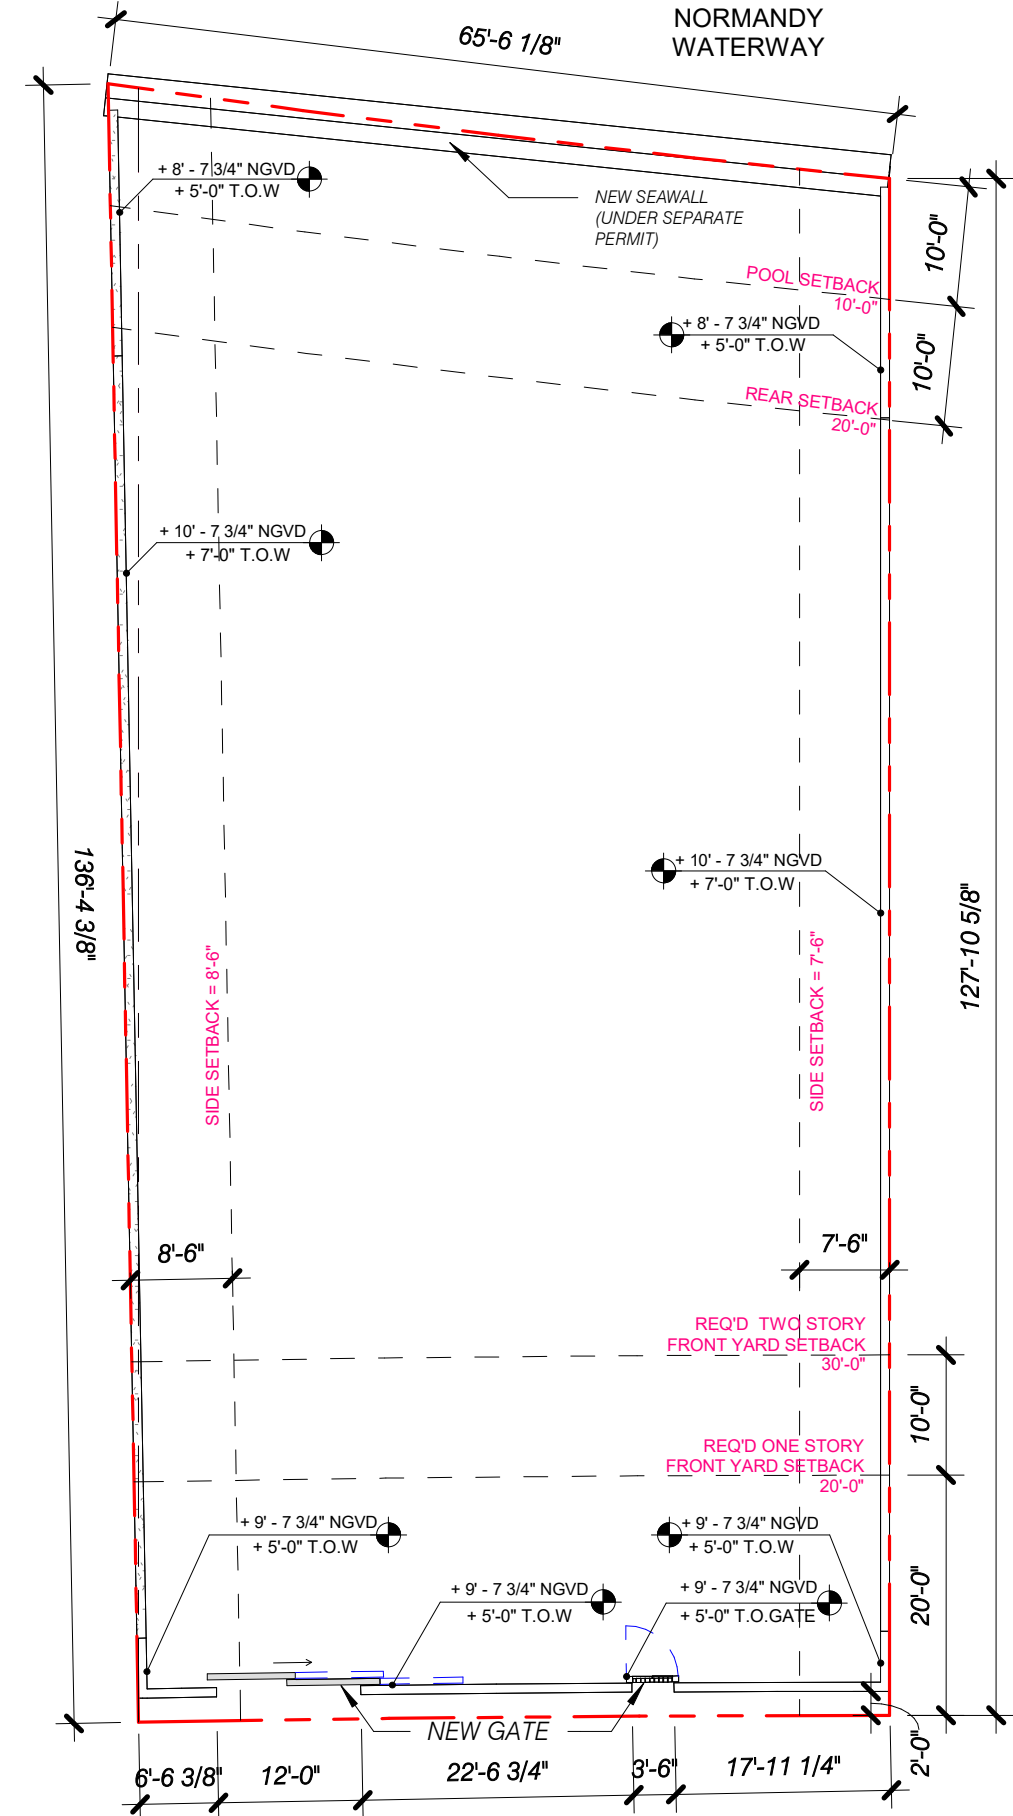 NORMANDY
WATERWAY
65'-6 1/8"
+ 8' - 7 3/4" NGVD
+ 5'-0" T.O.W
NEW SEAWALL
(UNDER SEPARATE
PERMIT)
10'-0"
POOL SETBACK
10'-0"
+ 8' - 7 3/4" NGVD
+ 5'-0" T.O.W
10'-0"
REAR SETBACK
20'-0"
+ 10' - 7 3/4" NGVD
+ 7'-0" T.O.W
136'-4 3/8"
+ 10' - 7 3/4" NGVD
+ 7'-0" T.O.W
127'-10 5/8"
SIDE SETBACK = 8'-6"
SIDE SETBACK = 7'-6"
8'-6"
7'-6"
REQ'D TWO STORY
FRONT YARD SETBACK
30'-0"
10'-0"
REQ'D ONE STORY
FRONT YARD SETBACK
20'-0"
+ 9' - 7 3/4" NGVD
+ 5'-0" T.O.W
+ 9' - 7 3/4" NGVD
+ 5'-0" T.O.W
+ 9' - 7 3/4" NGVD
+ 5'-0" T.O.W
+ 9' - 7 3/4" NGVD
+ 5'-0" T.O.GATE
20'-0"
NEW GATE
2'-0"
6'-6 3/8"
12'-0"
22'-6 3/4"
3'-6"
17'-11 1/4"